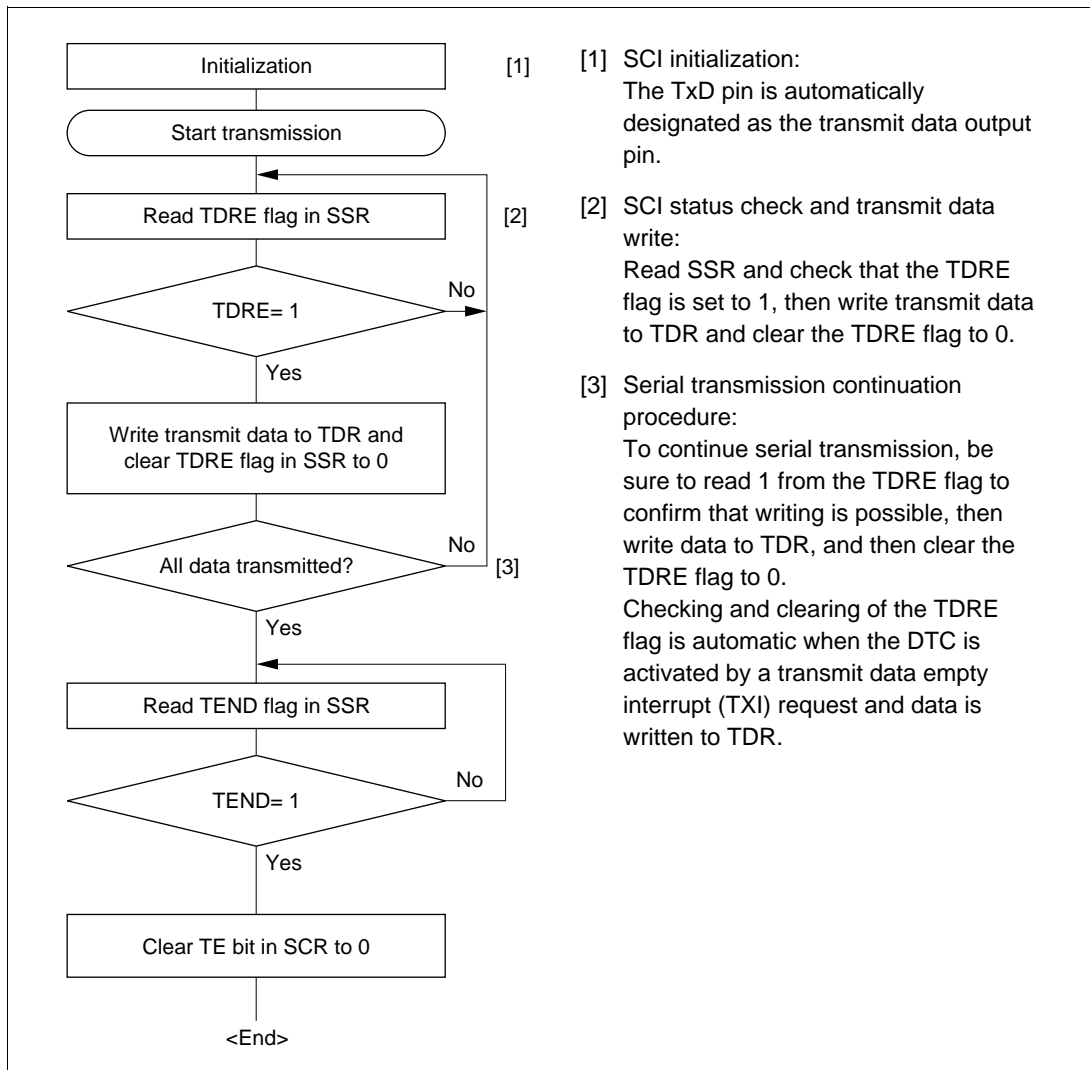 Initialization
[1]
Start transmission
Read TDRE flag in SSR
[2]
TDRE= 1
No
Yes
Write transmit data to TDR and
clear TDRE flag in SSR to 0
All data transmitted?
No
[3]
Yes
Read TEND flag in SSR
TEND= 1
No
Yes
Clear TE bit in SCR to 0
<End>
[1] SCI initialization:
The TxD pin is automatically
designated as the transmit data output
pin.
[2] SCI status check and transmit data
write:
Read SSR and check that the TDRE
flag is set to 1, then write transmit data
to TDR and clear the TDRE flag to 0.
[3] Serial transmission continuation
procedure:
To continue serial transmission, be
sure to read 1 from the TDRE flag to
confirm that writing is possible, then
write data to TDR, and then clear the
TDRE flag to 0.
Checking and clearing of the TDRE
flag is automatic when the DTC is
activated by a transmit data empty
interrupt (TXI) request and data is
written to TDR.